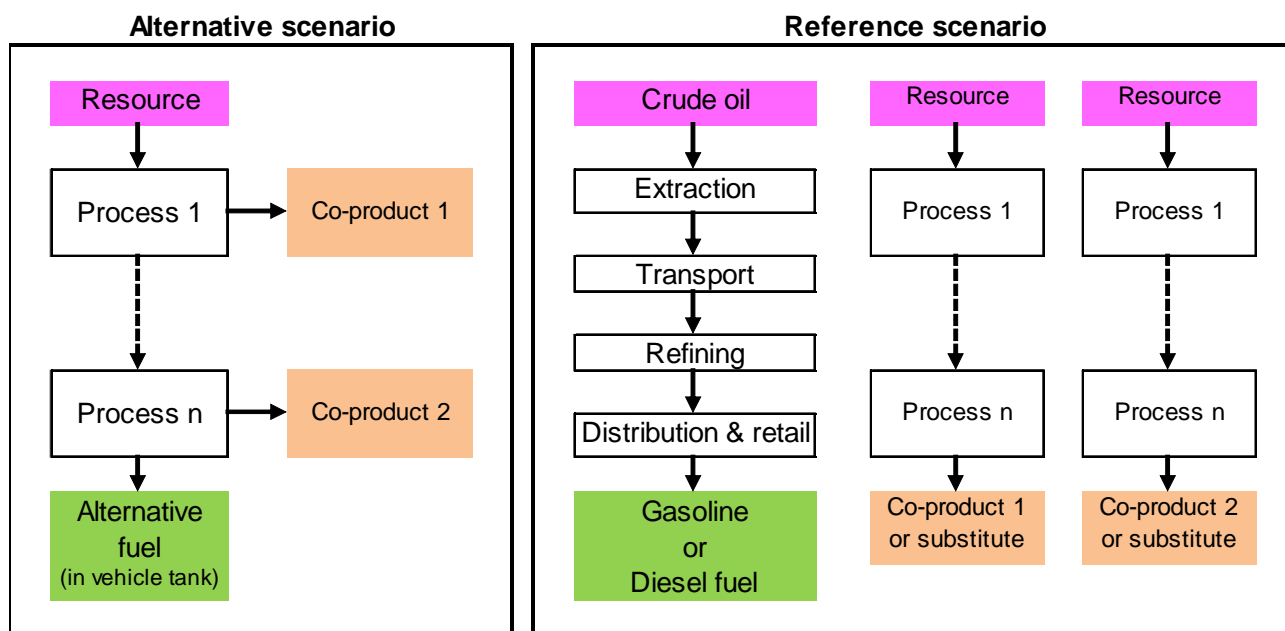 Alternative scenario
Resource
Process 1
Co-product 1
Process n
Co-product 2
Alternative
fuel
(in vehicle tank)
Reference scenario
Crude oil
Extraction
Transport
Refining
Distribution & retail
Gasoline
or
Diesel fuel
Resource
Process 1
Process n
Co-product 1
or substitute
Resource
Process 1
Process n
Co-product 2
or substitute